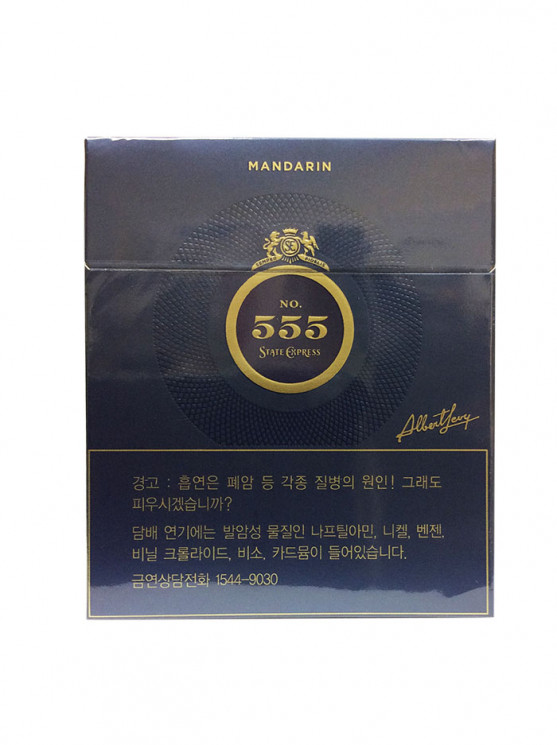 MANDARIN
SEMPER FIDELIS
NO.
555
STATE EXPRESS
Albert Levy
경고 : 흡연은 폐암 등 각종 질병의 원인! 그래도
피우시겠습니까?
담배 연기에는 발암성 물질인 나프틸아민, 니켈, 벤젠,
비닐 크롤라이드, 비소, 카드뮴이 들어있습니다.
금연상담전화 1544-9030